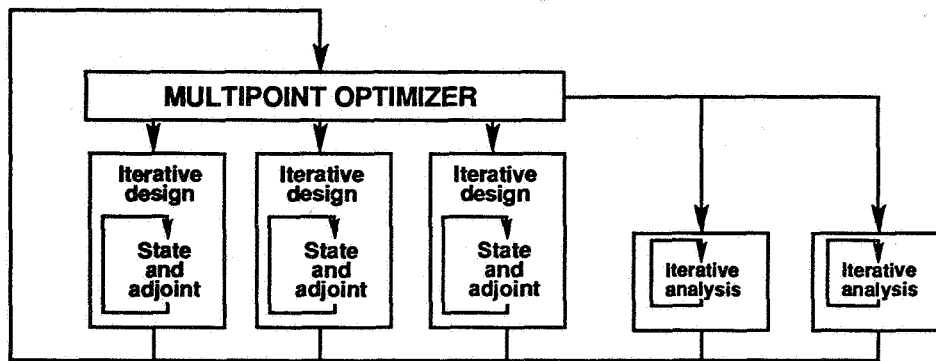 MULTIPOINT OPTIMIZER
Iterative
design
State
and
adjoint
Iterative
design
State
and
adjoint
Iterative
design
State
and
adjoint
Iterative
analysis
Iterative
analysis